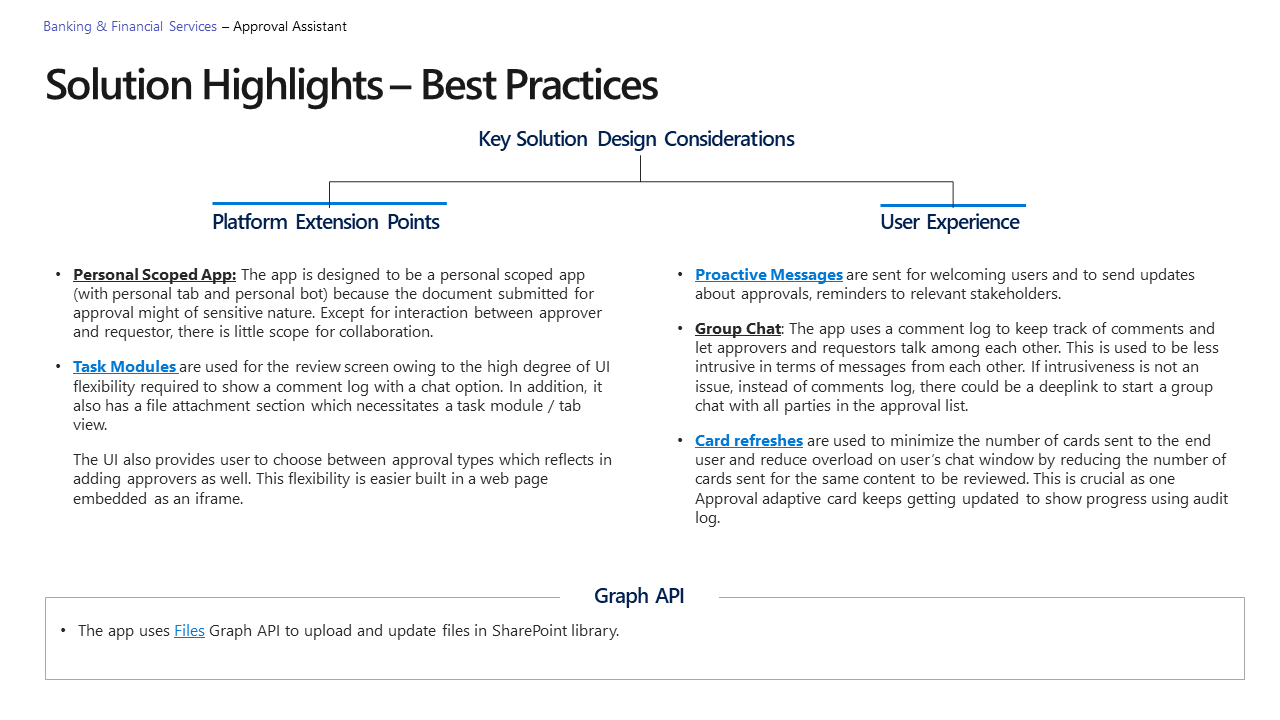 Banking & Financial Services – Approval Assistant
Solution Highlights – Best Practices
Key Solution Design Considerations
Platform Extension Points
• Personal Scoped App: The app is designed to be a personal scoped app
(with personal tab and personal bot) because the document submitted for
approval might of sensitive nature. Except for interaction between approver
and requestor, there is little scope for collaboration.
• Task Modules are used for the review screen owing to the high degree of UI
flexibility required to show a comment log with a chat option. In addition, it
also has a file attachment section which necessitates a task module / tab
view.
The UI also provides user to choose between approval types which reflects in
adding approvers as well. This flexibility is easier built in a web page
embedded as an iframe.
User Experience
• Proactive Messages are sent for welcoming users and to send updates
about approvals, reminders to relevant stakeholders.
• Group Chat: The app uses a comment log to keep track of comments and
let approvers and requestors talk among each other. This is used to be less
intrusive in terms of messages from each other. If intrusiveness is not an
issue, instead of comments log, there could be a deeplink to start a group
chat with all parties in the approval list.
• Card refreshes are used to minimize the number of cards sent to the end
user and reduce overload on user’s chat window by reducing the number of
cards sent for the same content to be reviewed. This is crucial as one
Approval adaptive card keeps getting updated to show progress using audit
log.
Graph API
• The app uses Files Graph API to upload and update files in SharePoint library.